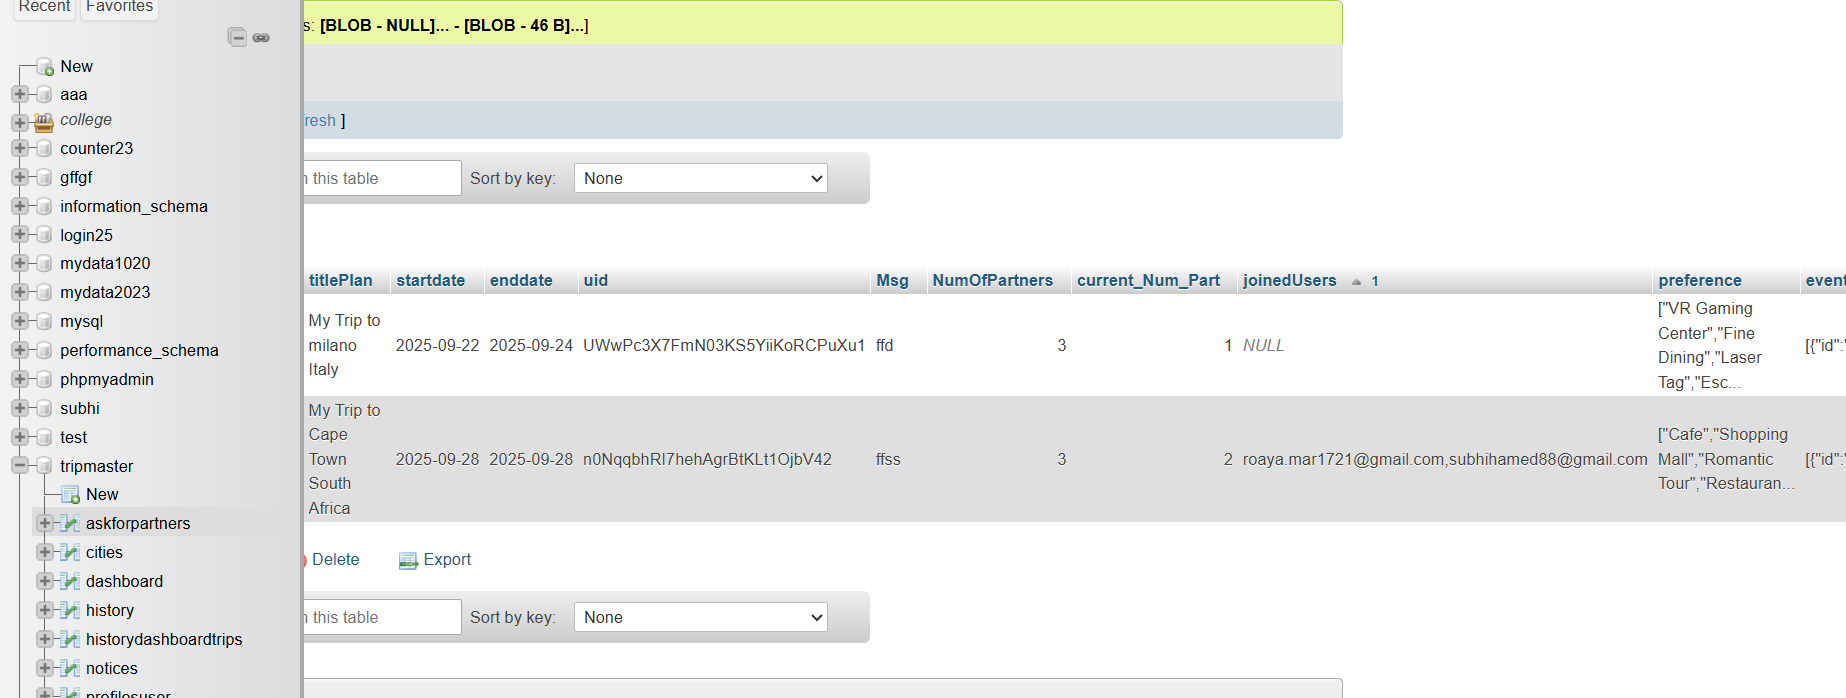 Recent
Favorites
New
aaa
college
counter23
gffgf
information_schema
login25
mydata1020
mydata2023
mysql
performance_schema
phpmyadmin
subhi
test
tripmaster
New
askforpartners
cities
dashboard
history
historydashboardtrips
notices
profilesuser
s: [BLOB - NULL]... - [BLOB - 46 B]...]
resh ]
this table
Sort by key:
None
titlePlan startdate enddate uid Msg NumOfPartners current_Num_Part joinedUsers 1 preference event
My Trip to
milano
Italy
2025-09-22 2025-09-24 UWwPc3X7FmN03KS5YiiKoRCPuXu1 ffd 3 1 NULL
["VR Gaming
Center","Fine
Dining","Laser
Tag","Esc...
[{"id":"
My Trip to
Cape
Town
South
Africa
2025-09-28 2025-09-28 n0NqqbhRI7hehAgrBtKLt1OjbV42 ffss 3 2 roaya.mar1721@gmail.com,subhihamed88@gmail.com
["Cafe","Shopping
Mall","Romantic
Tour","Restauran...
[{"id":"
Delete
Export
this table
Sort by key:
None